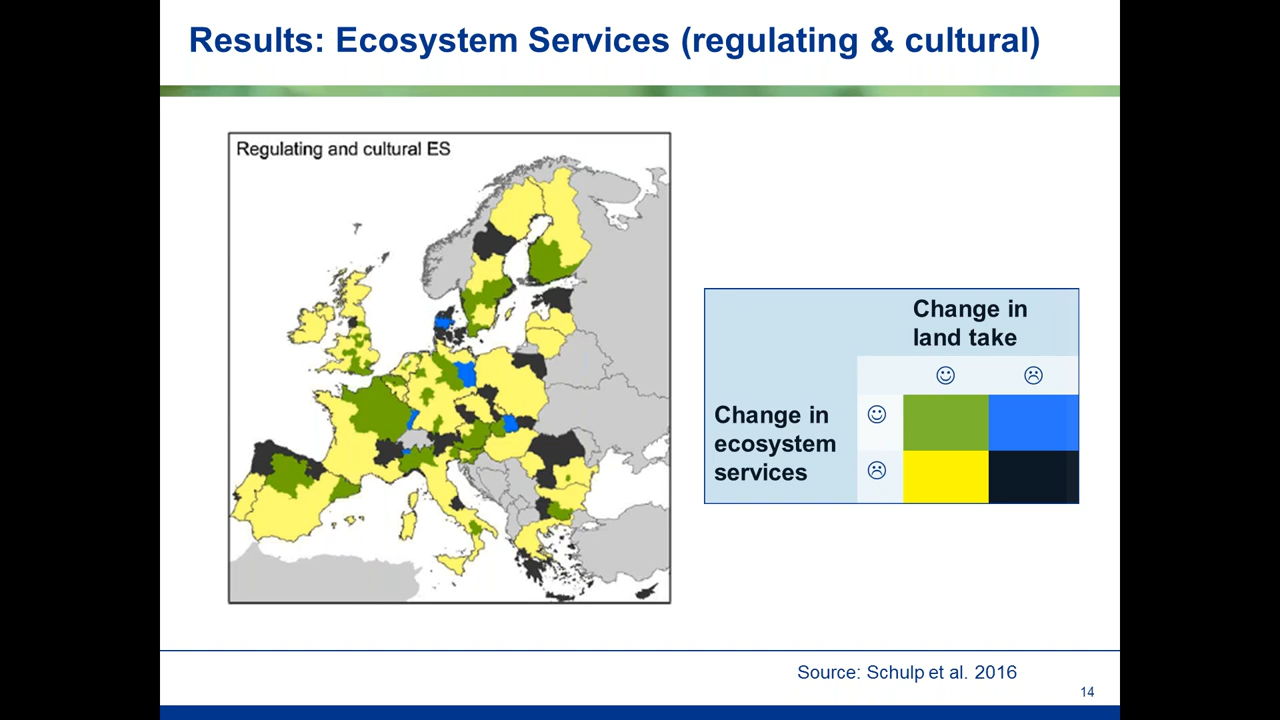 Results: Ecosystem Services (regulating & cultural)
Regulating and cultural ES
Change in
land take
☺ ☹
Change in
ecosystem
services
☺
☹
Source: Schulp et al. 2016
14